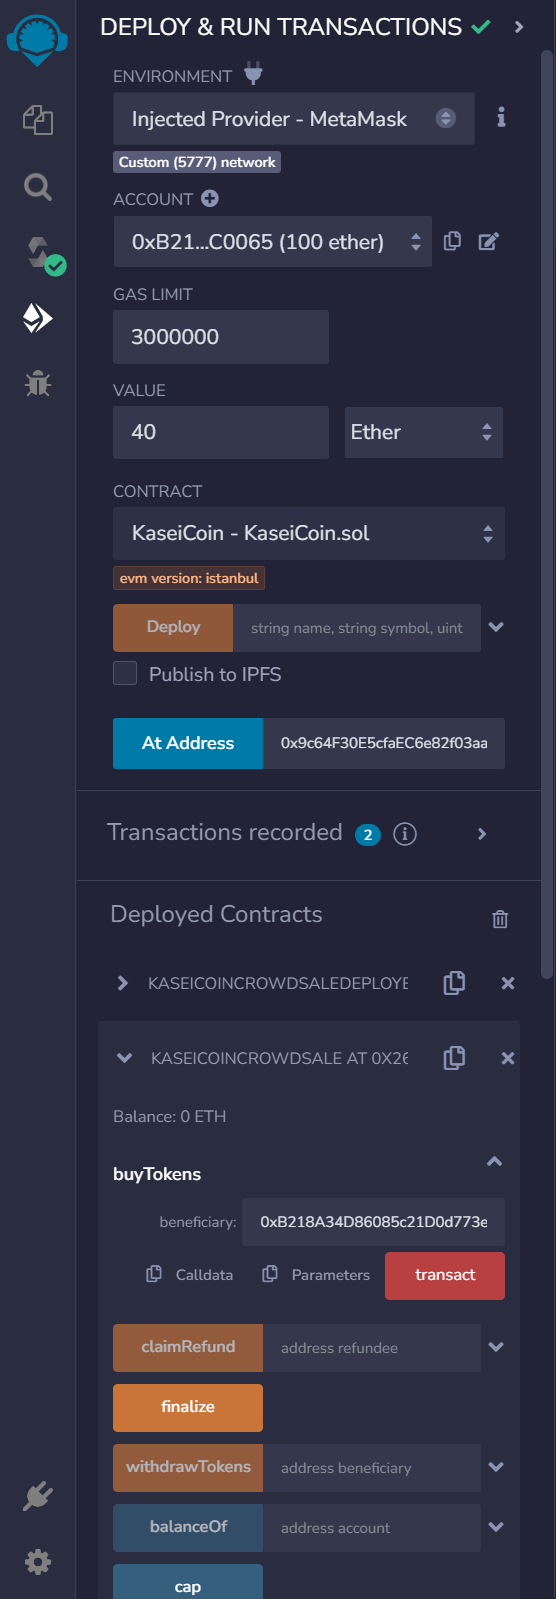 DEPLOY & RUN TRANSACTIONS
ENVIRONMENT
Injected Provider - MetaMask
Custom (5777) network
ACCOUNT
0xB21...C0065 (100 ether)
GAS LIMIT
3000000
VALUE
40 Ether
CONTRACT
KaseiCoin - KaseiCoin.sol
evm version: istanbul
Deploy string name, string symbol, uint
Publish to IPFS
At Address 0x9c64F30E5cfaEC6e82f03aa
Transactions recorded 2
Deployed Contracts
KASEICOINCROWDSALEDEPLOYE
KASEICOINCROWDSALE AT 0X26
Balance: 0 ETH
buyTokens
beneficiary: 0xB218A34D86085c21D0d773e
Calldata Parameters transact
claimRefund address refundee
finalize
withdrawTokens address beneficiary
balanceOf address account
cap